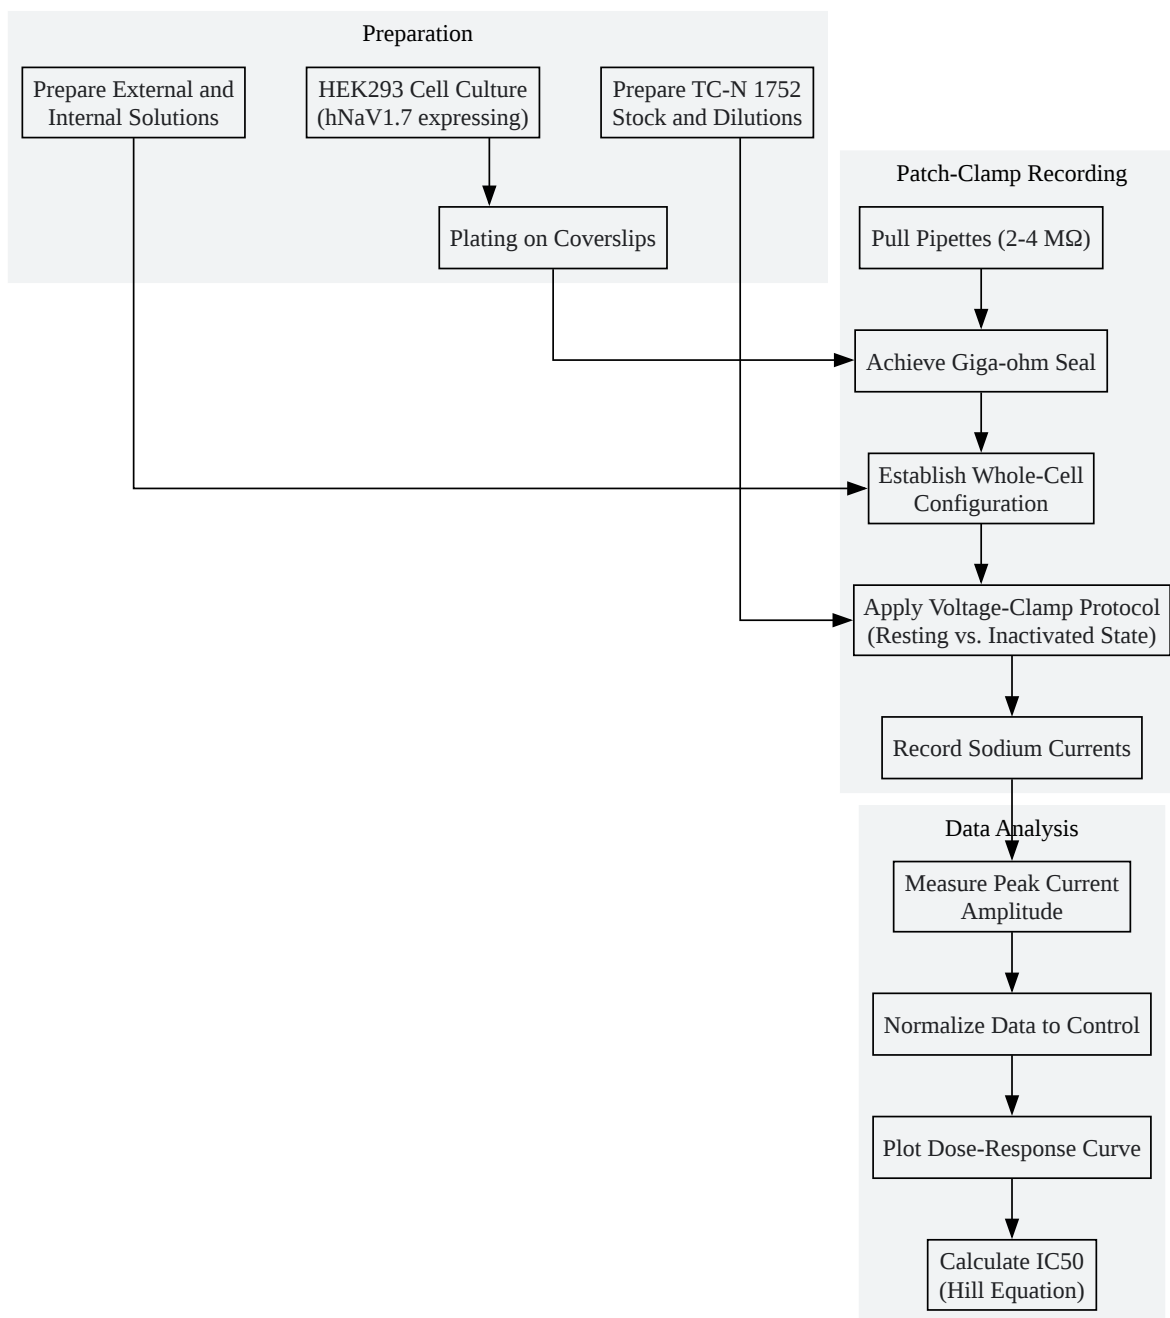 Preparation
Prepare External and
Internal Solutions
HEK293 Cell Culture
(hNaV1.7 expressing)
Prepare TC-N 1752
Stock and Dilutions
Plating on Coverslips
Patch-Clamp Recording
Pull Pipettes (2-4 MΩ)
Achieve Giga-ohm Seal
Establish Whole-Cell
Configuration
Apply Voltage-Clamp Protocol
(Resting vs. Inactivated State)
Record Sodium Currents
Data Analysis
Measure Peak Current
Amplitude
Normalize Data to Control
Plot Dose-Response Curve
Calculate IC50
(Hill Equation)